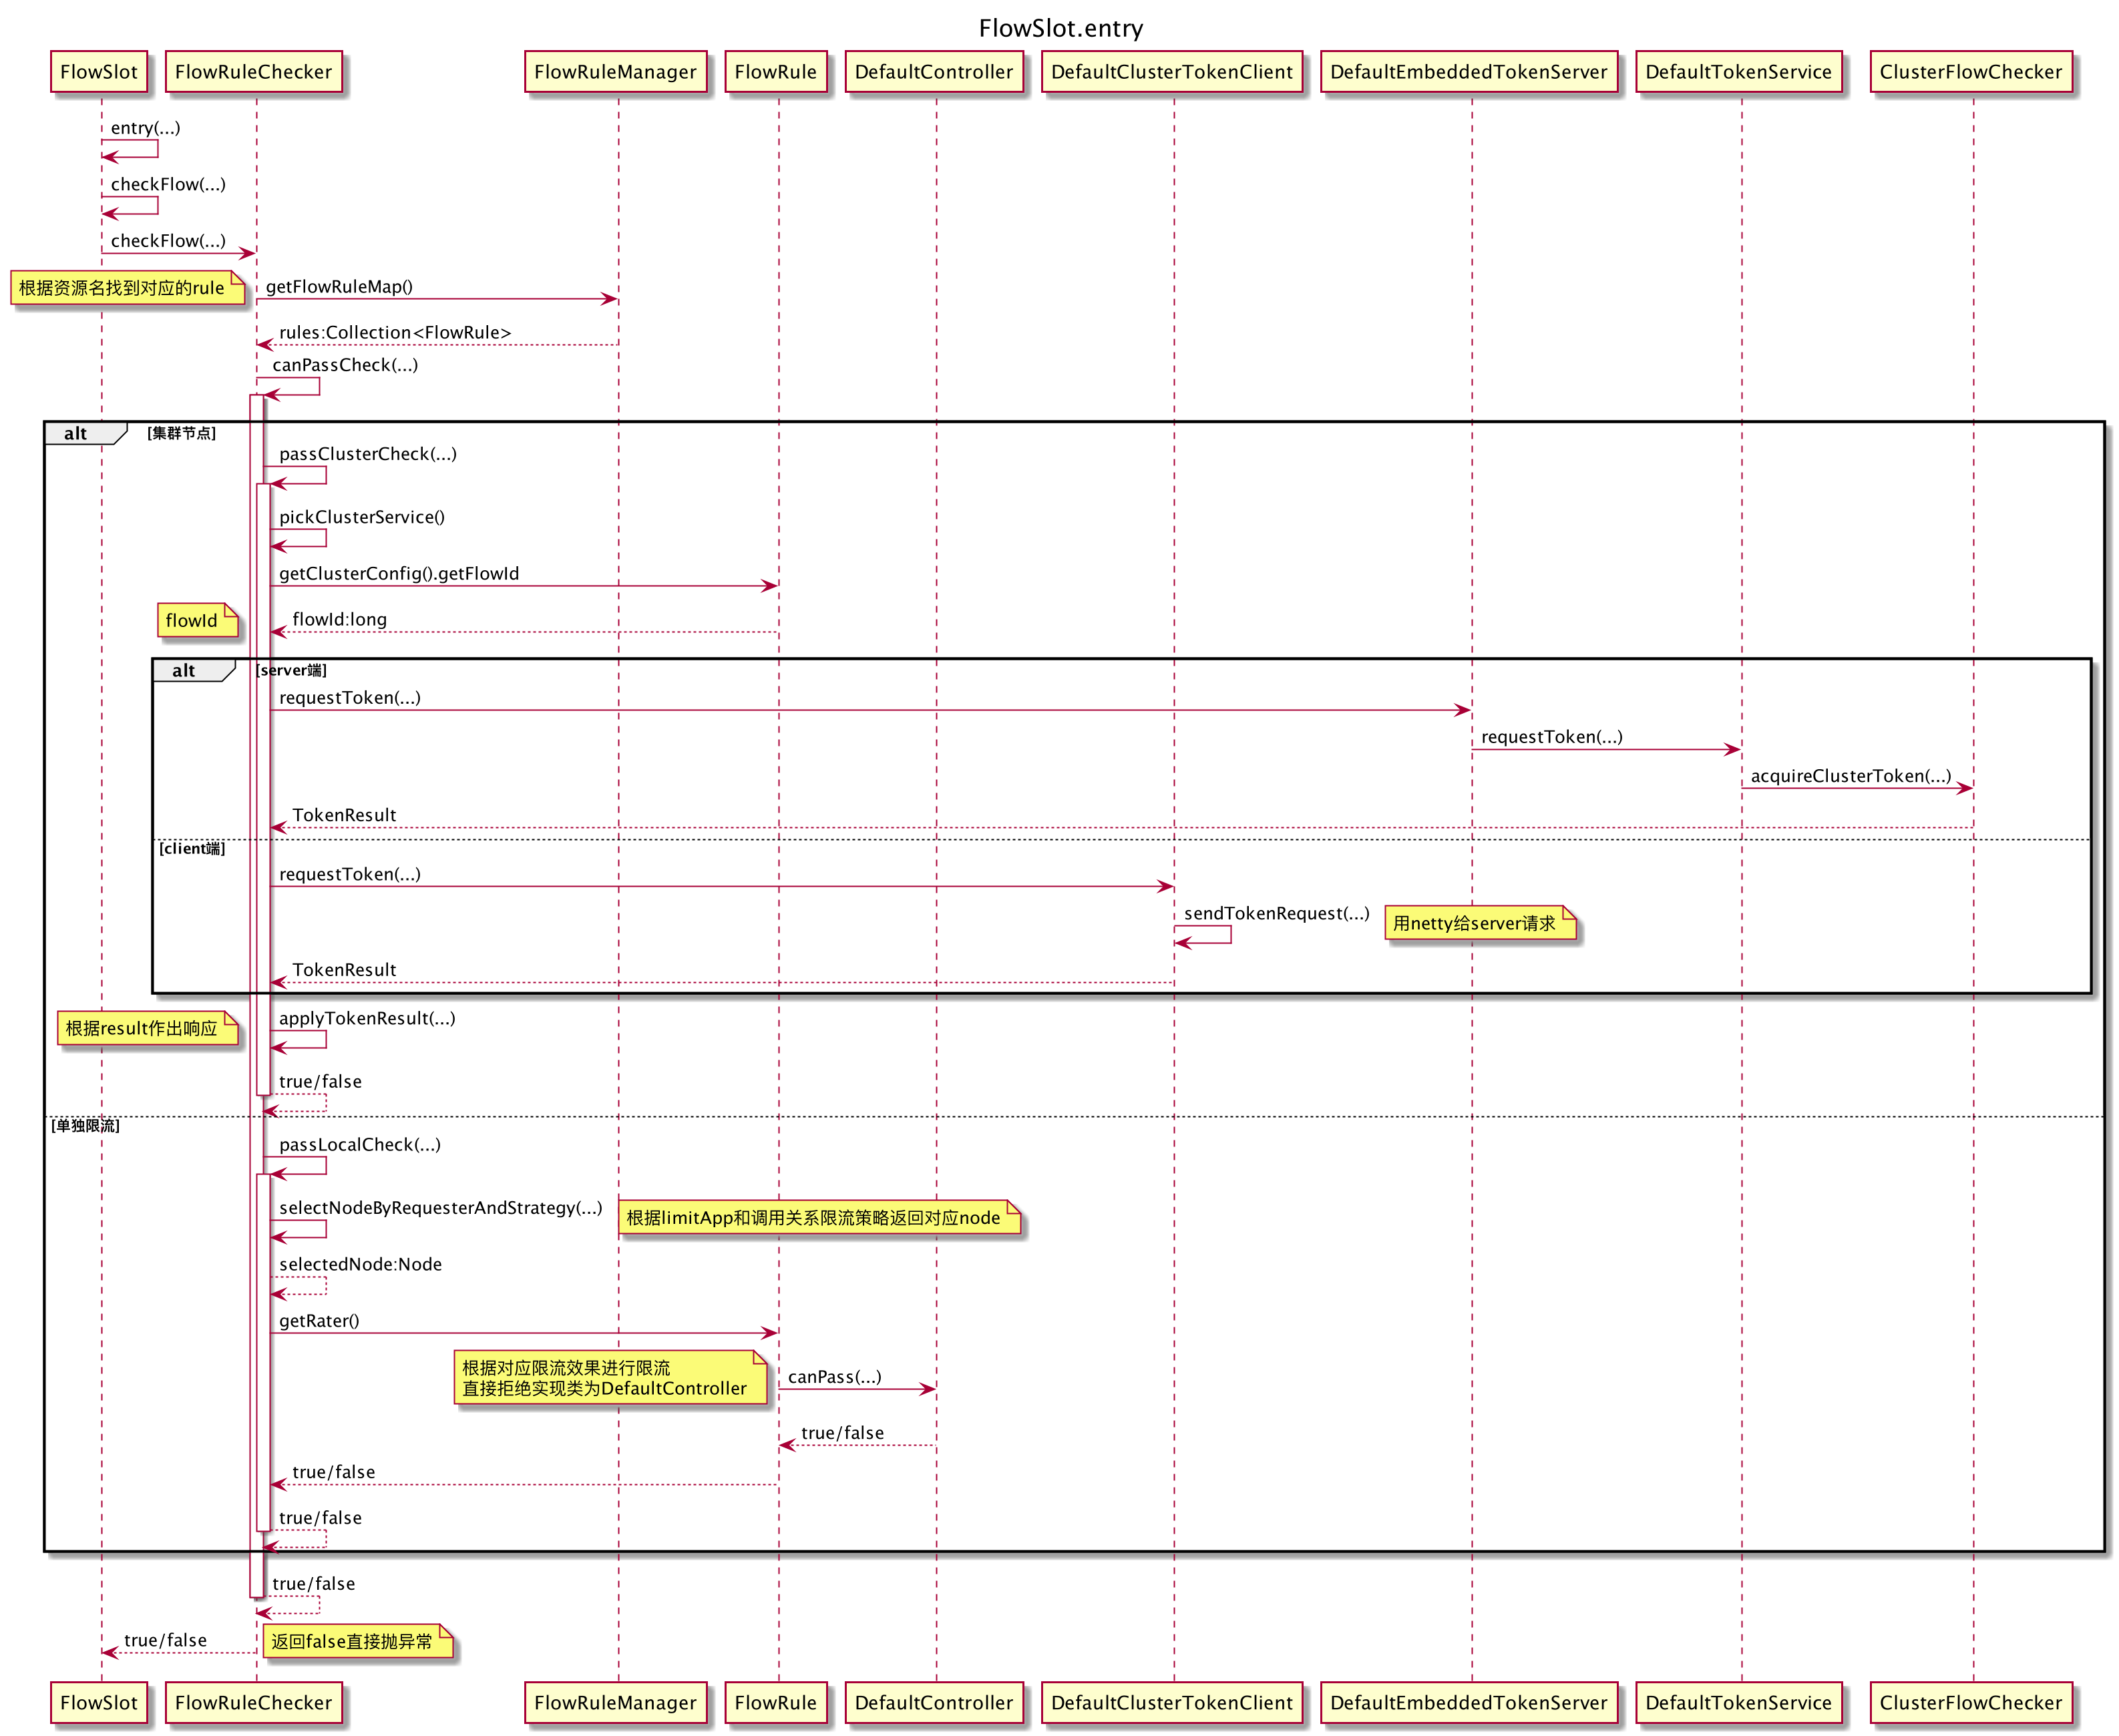 FlowSlot.entry
FlowSlot
FlowRuleChecker
FlowRuleManager
FlowRule
DefaultController
DefaultClusterTokenClient
DefaultEmbeddedTokenServer
DefaultTokenService
ClusterFlowChecker
entry(...)
checkFlow(...)
checkFlow(...)
根据资源名找到对应的rule
getFlowRuleMap()
rules:Collection<FlowRule>
canPassCheck(...)
alt
[集群节点]
passClusterCheck(...)
pickClusterService()
getClusterConfig().getFlowId
flowId
flowId:long
alt
[server端]
requestToken(...)
requestToken(...)
acquireClusterToken(...)
TokenResult
[client端]
requestToken(...)
sendTokenRequest(...)
用netty给server请求
TokenResult
根据result作出响应
applyTokenResult(...)
true/false
[单独限流]
passLocalCheck(...)
selectNodeByRequesterAndStrategy(...)
根据limitApp和调用关系限流策略返回对应node
selectedNode:Node
getRater()
根据对应限流效果进行限流
直接拒绝实现类为DefaultController
canPass(...)
true/false
true/false
true/false
true/false
true/false
返回false直接抛异常
FlowSlot
FlowRuleChecker
FlowRuleManager
FlowRule
DefaultController
DefaultClusterTokenClient
DefaultEmbeddedTokenServer
DefaultTokenService
ClusterFlowChecker